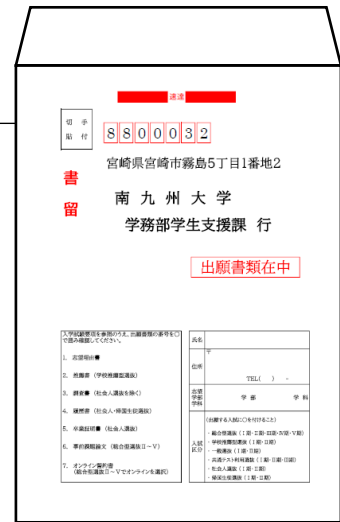 速達
切手
貼付
8800032
宮崎県宮崎市霧島5丁目1番地2
書留
南九州大学
学務部学生支援課 行
出願書類在中
入学試験要項を参照のうえ、出願書類の番号を○
で囲み確認してください。
1. 志望理由■
2. 推薦書（学校推薦型選抜）
3. 調査書（社会人選抜を除く）
4. 履歴書（社会人・帰国生徒選抜）
5. 卒業証明■（社会人選抜）
6. 事前課題論文（総合型選抜Ⅱ～Ⅴ）
7. オンライン誓約書
（総合型選抜Ⅱ～Ⅴでオンラインを選択）
氏名
住所
〒
TEL( ) -
志望
学部
学科
学部 学科
入試
区分
（出願する入試に○を付けること）
・総合型選抜（Ⅰ期・Ⅱ期・Ⅲ期・Ⅳ期・Ⅴ期）
・学校推薦型選抜（Ⅰ期・Ⅱ期）
・一般選抜（Ⅰ期・Ⅱ期）
・共通テスト利用選抜（Ⅰ期・Ⅱ期・Ⅲ期）
・社会人選抜（Ⅰ期・Ⅱ期）
・帰国生徒選抜（Ⅰ期・Ⅱ期）